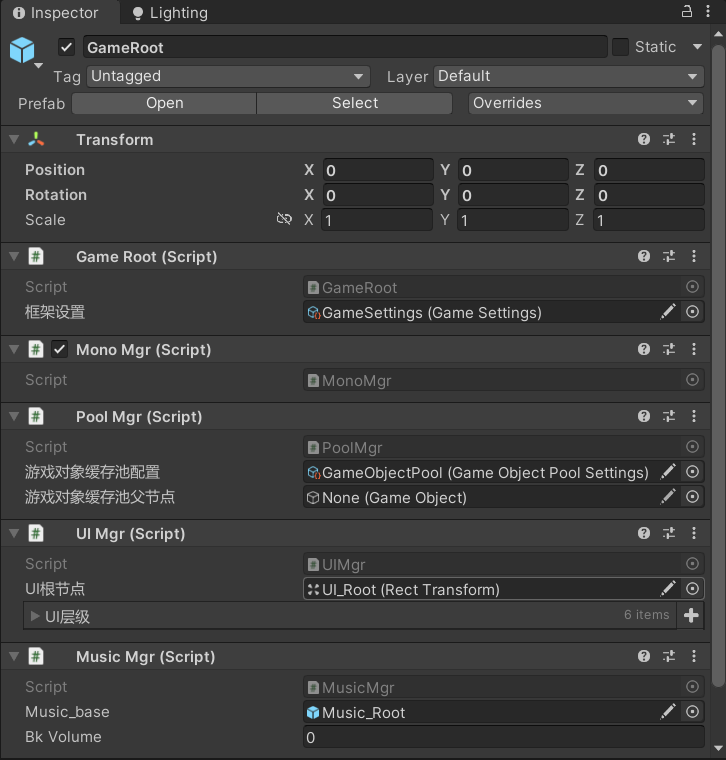 Inspector Lighting
GameRoot Static
Tag Untagged Layer Default
Prefab Open Select Overrides
Transform
Position X 0 Y 0 Z 0
Rotation X 0 Y 0 Z 0
Scale X 1 Y 1 Z 1
# Game Root (Script)
Script # GameRoot
框架设置 GameSettings (Game Settings)
# Mono Mgr (Script)
Script # MonoMgr
# Pool Mgr (Script)
Script # PoolMgr
游戏对象缓存池配置 GameObjectPool (Game Object Pool Settings)
游戏对象缓存池父节点 None (Game Object)
# UI Mgr (Script)
Script # UIMgr
UI根节点 UI_Root (Rect Transform)
UI层级 6 items
# Music Mgr (Script)
Script # MusicMgr
Music_base Music_Root
Bk Volume 0